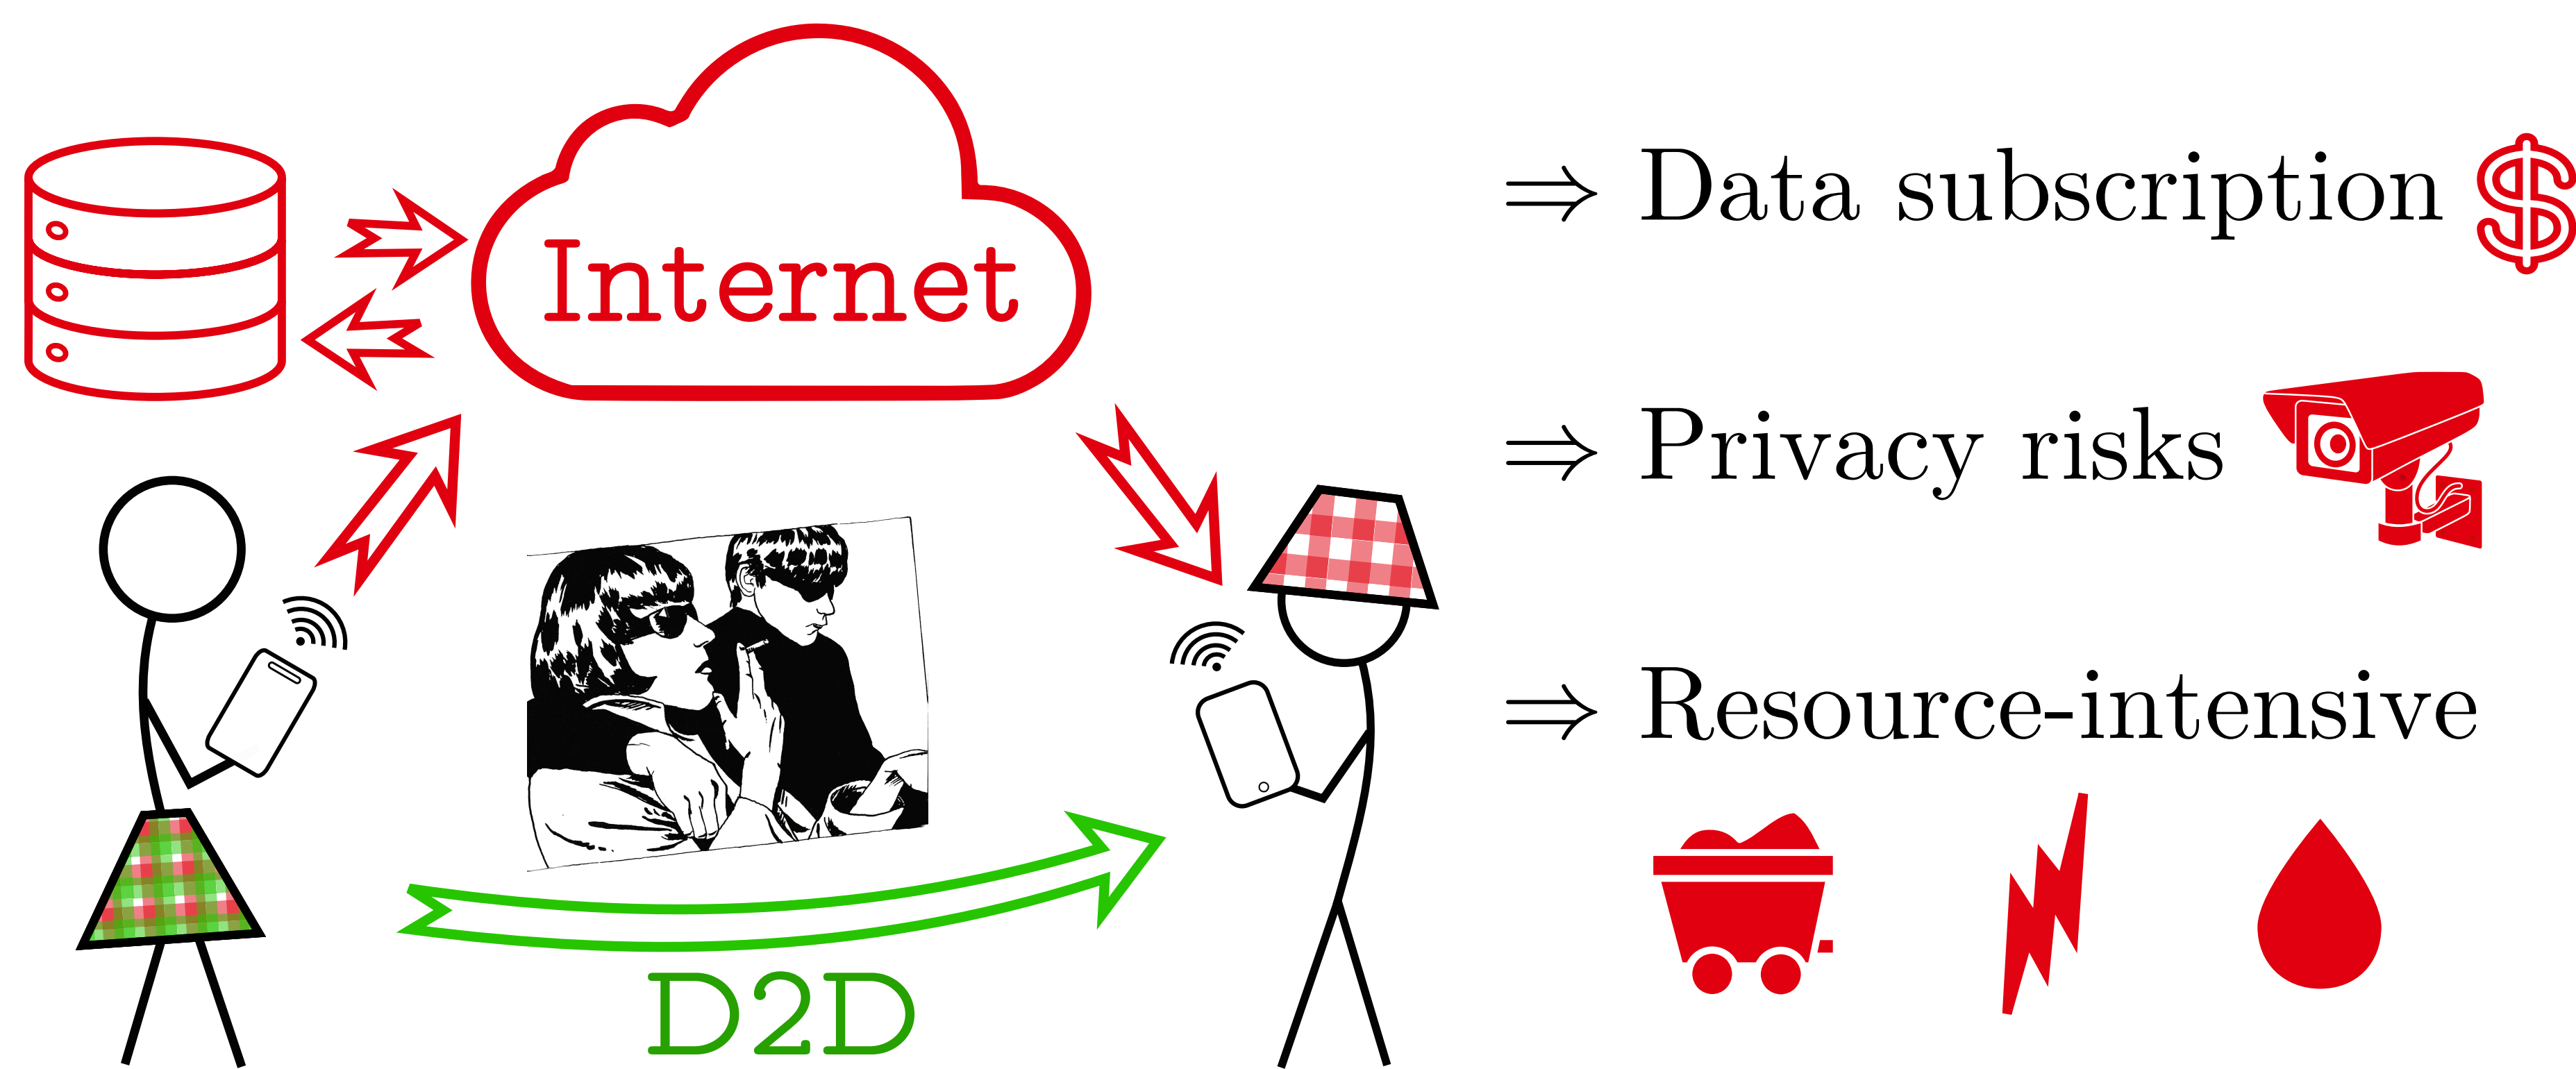 Internet
D2D
⇒ Data subscription $
⇒ Privacy risks
⇒ Resource-intensive